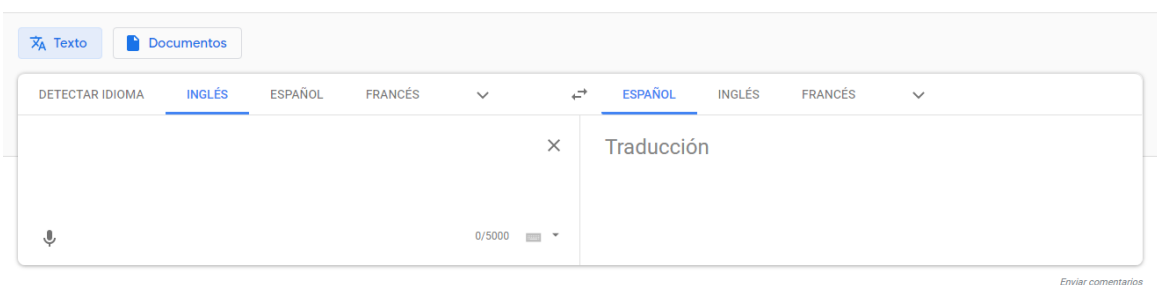 Texto Documentos
DETECTAR IDIOMA INGLÉS ESPAÑOL FRANCÉS ESPAÑOL INGLÉS FRANCÉS
Traducción
0/5000
Enviar comentarios